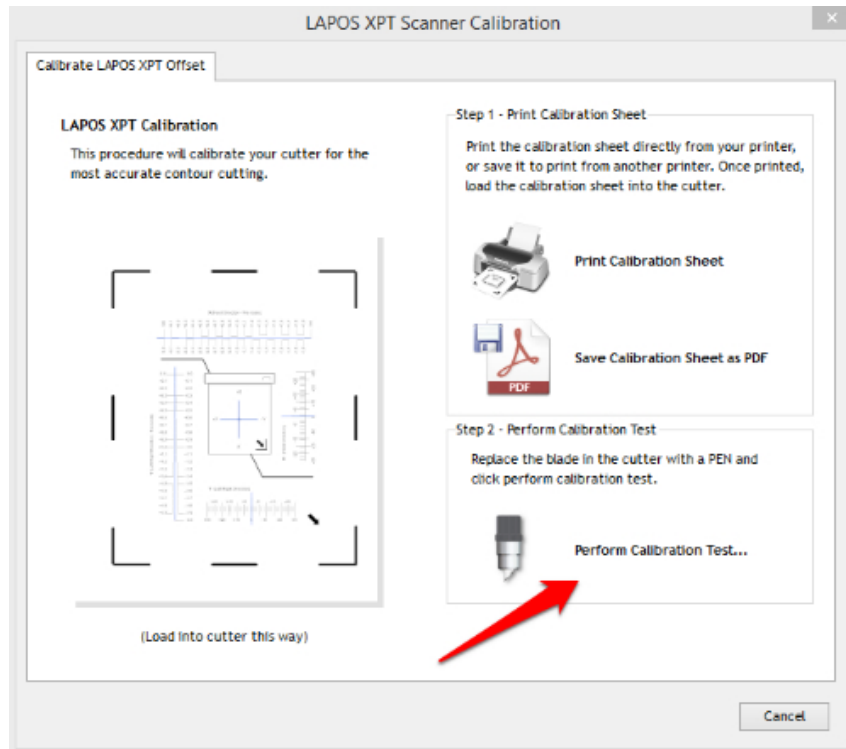 LAPOS XPT Scanner Calibration
Calibrate LAPOS XPT Offset
LAPOS XPT Calibration
This procedure will calibrate your cutter for the
most accurate contour cutting.
(Load into cutter this way)
Step 1 - Print Calibration Sheet
Print the calibration sheet directly from your printer,
or save it to print from another printer. Once printed,
load the calibration sheet into the cutter.
Print Calibration Sheet
PDF
Save Calibration Sheet as PDF
Step 2 - Perform Calibration Test
Replace the blade in the cutter with a PEN and
click perform calibration test.
Perform Calibration Test...
Cancel